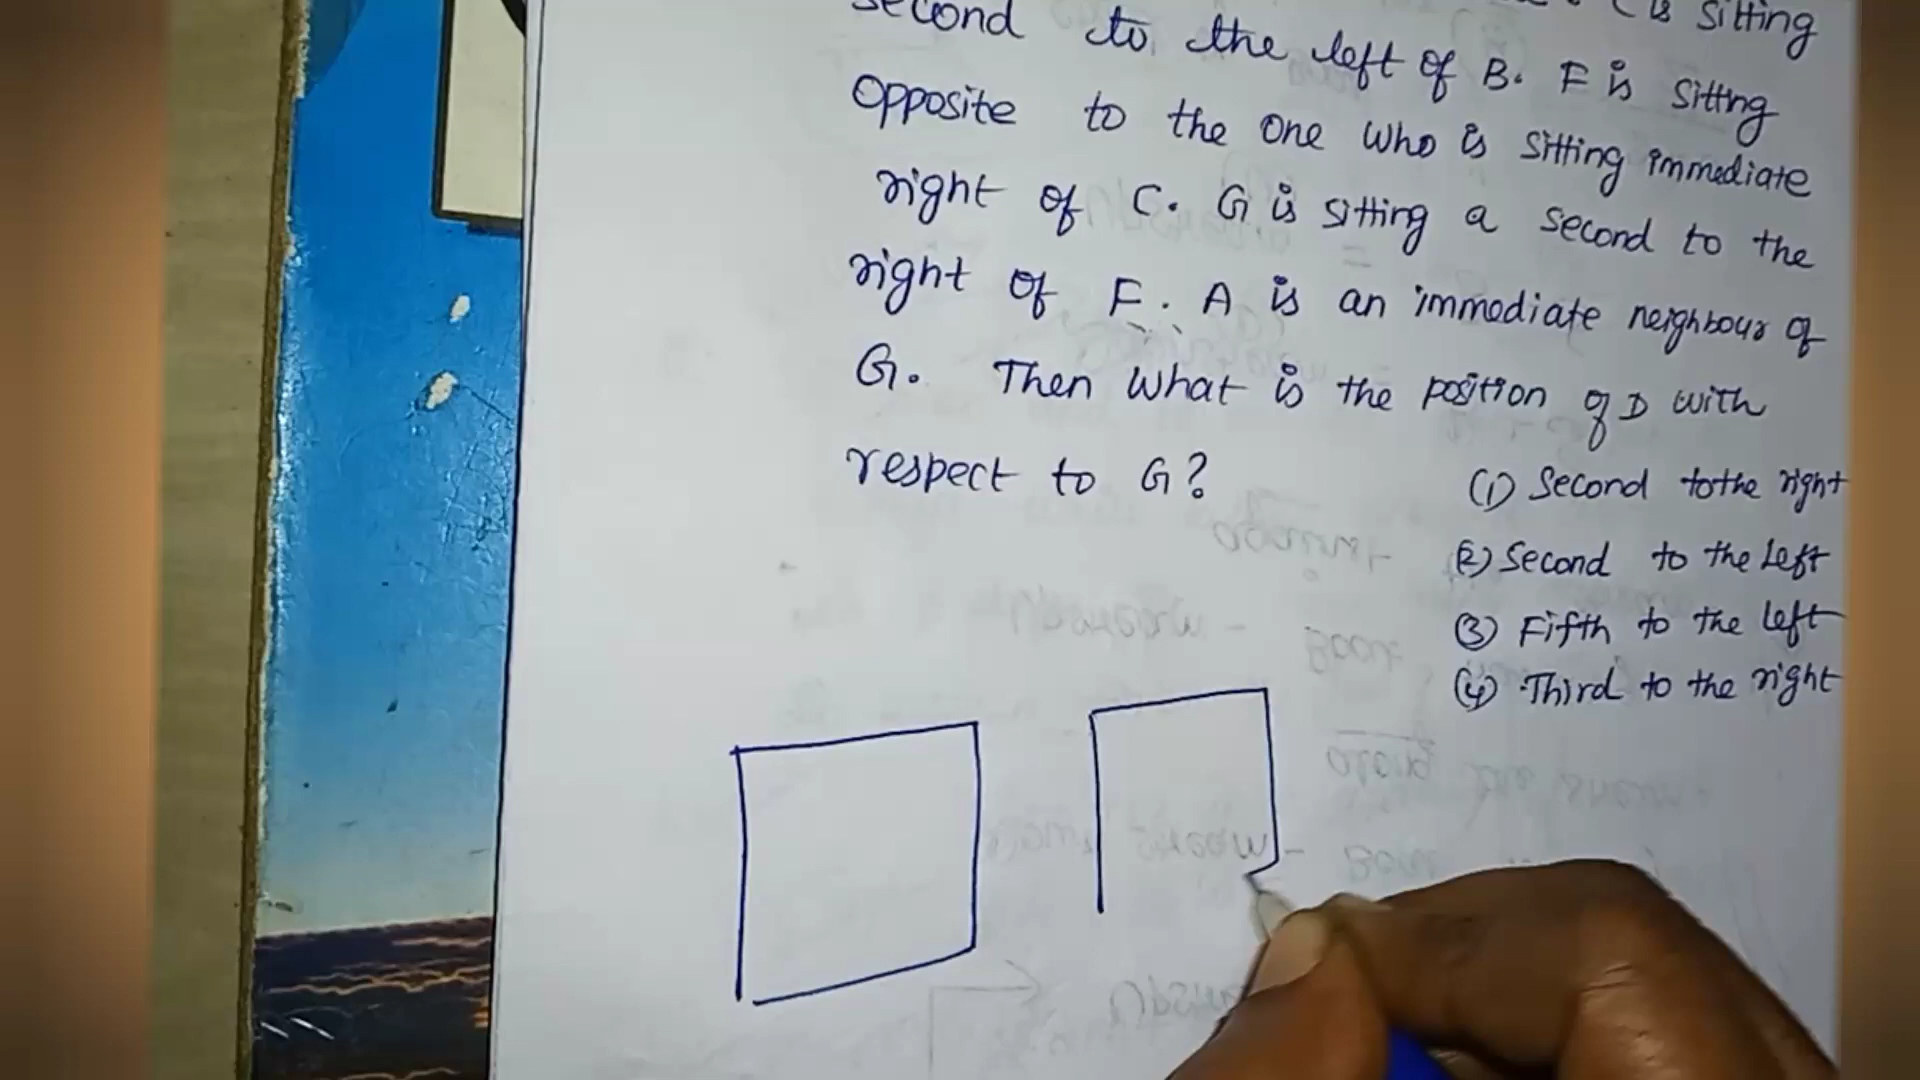 C is sitting
Second to the left of B. F is sitting
opposite to the one who is sitting immediate
right of C. G is sitting a second to the
right of F. A is an immediate neighbour of
G. Then what is the position of D with
respect to G?
(1) Second to the right
(2) Second to the left
(3) Fifth to the left
(4) Third to the right